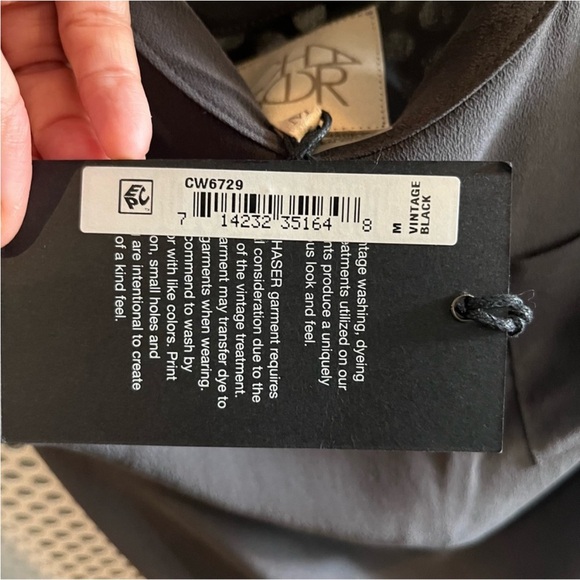 CW6729
7 14232 35164 8
M
VINTAGE
BLACK
ntage washing, dyeing
eatments utilized on our
nts produce a uniquely
us look and feel.
HASER garment requires
l consideration due to the
of the vintage treatment.
arment may transfer dye to
garments when wearing.
commend to wash by
or with like colors. Print
on, small holes and
are intentional to create
of a kind feel.